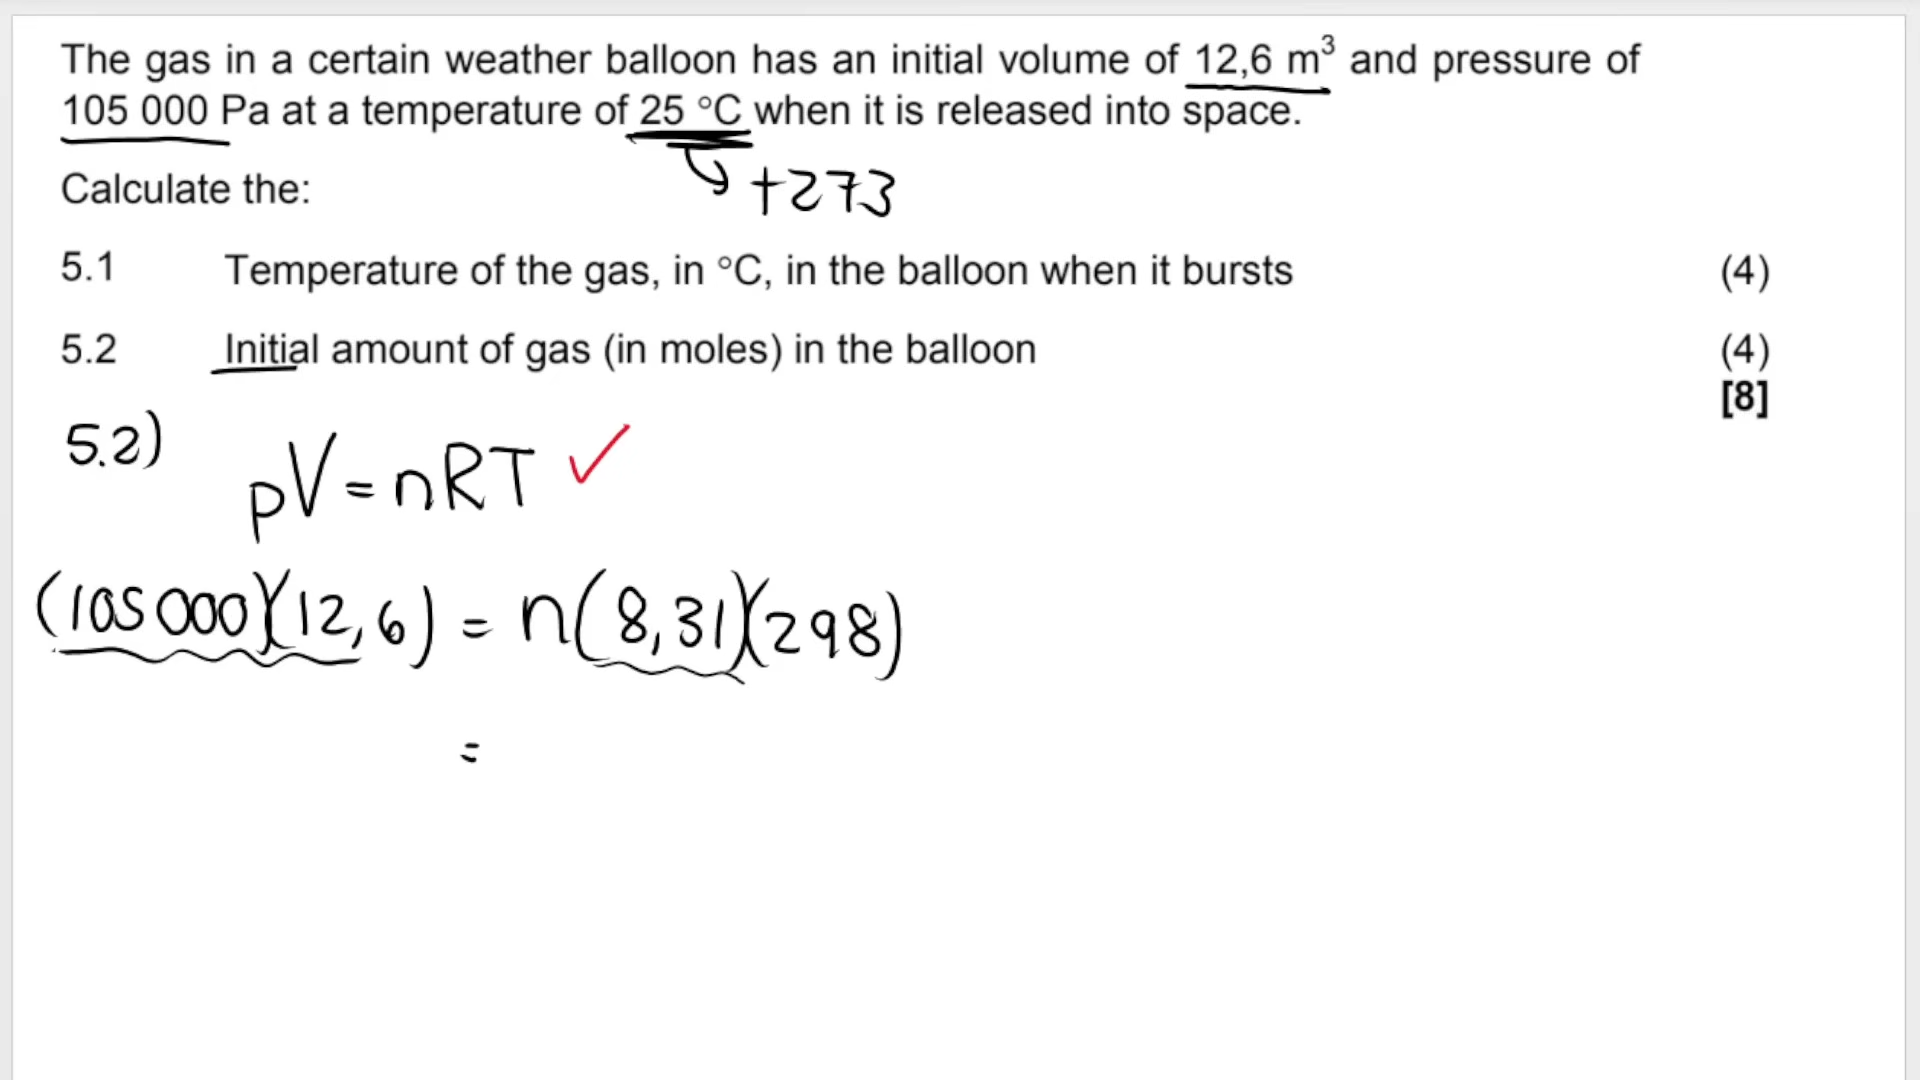 The gas in a certain weather balloon has an initial volume of 12,6 m³ and pressure of
105 000 Pa at a temperature of 25 °C when it is released into space.
+273
Calculate the:
5.1 Temperature of the gas, in °C, in the balloon when it bursts (4)
5.2 Initial amount of gas (in moles) in the balloon (4)
[8]
5.2)
pV = nRT ✓
(105 000)(12,6) = n(8,31)(298)
=